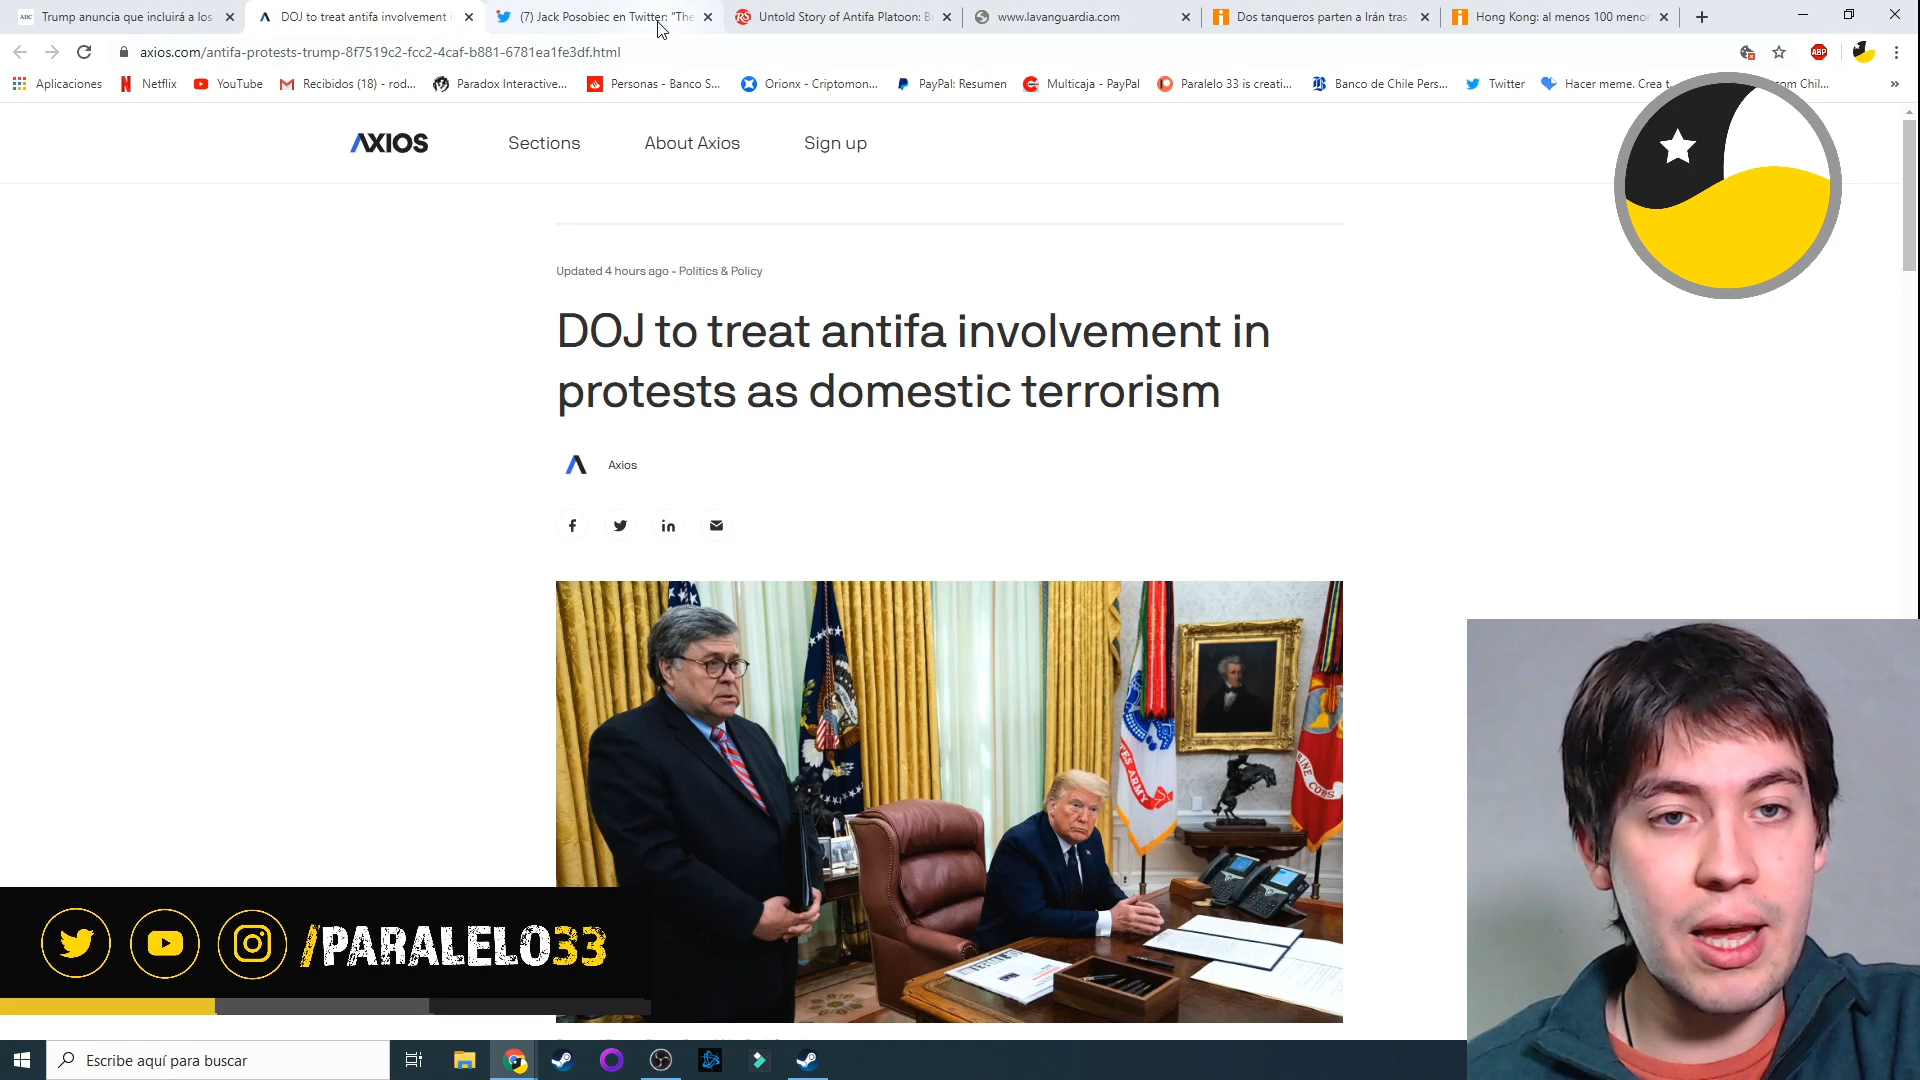 Trump anuncia que incluirá a los
DOJ to treat antifa involvement i
(7) Jack Posobiec en Twitter: "The
Untold Story of Antifa Platoon: B
www.lavanguardia.com
Dos tanqueros parten a Irán tras
Hong Kong: al menos 100 menor
axios.com/antifa-protests-trump-8f7519c2-fcc2-4caf-b881-6781ea1fe3df.html
ABP
Aplicaciones
Netflix
YouTube
Recibidos (18) - rod...
Paradox Interactive...
Personas - Banco S...
Orionx - Criptomon...
PayPal: Resumen
Multicaja - PayPal
Paralelo 33 is creati...
Banco de Chile Pers...
Twitter
Hacer meme. Crea t...
om Chil...
»
AXIOS
Sections
About Axios
Sign up
Updated 4 hours ago - Politics & Policy
DOJ to treat antifa involvement in
protests as domestic terrorism
Axios
/PARALELO33
Escribe aquí para buscar